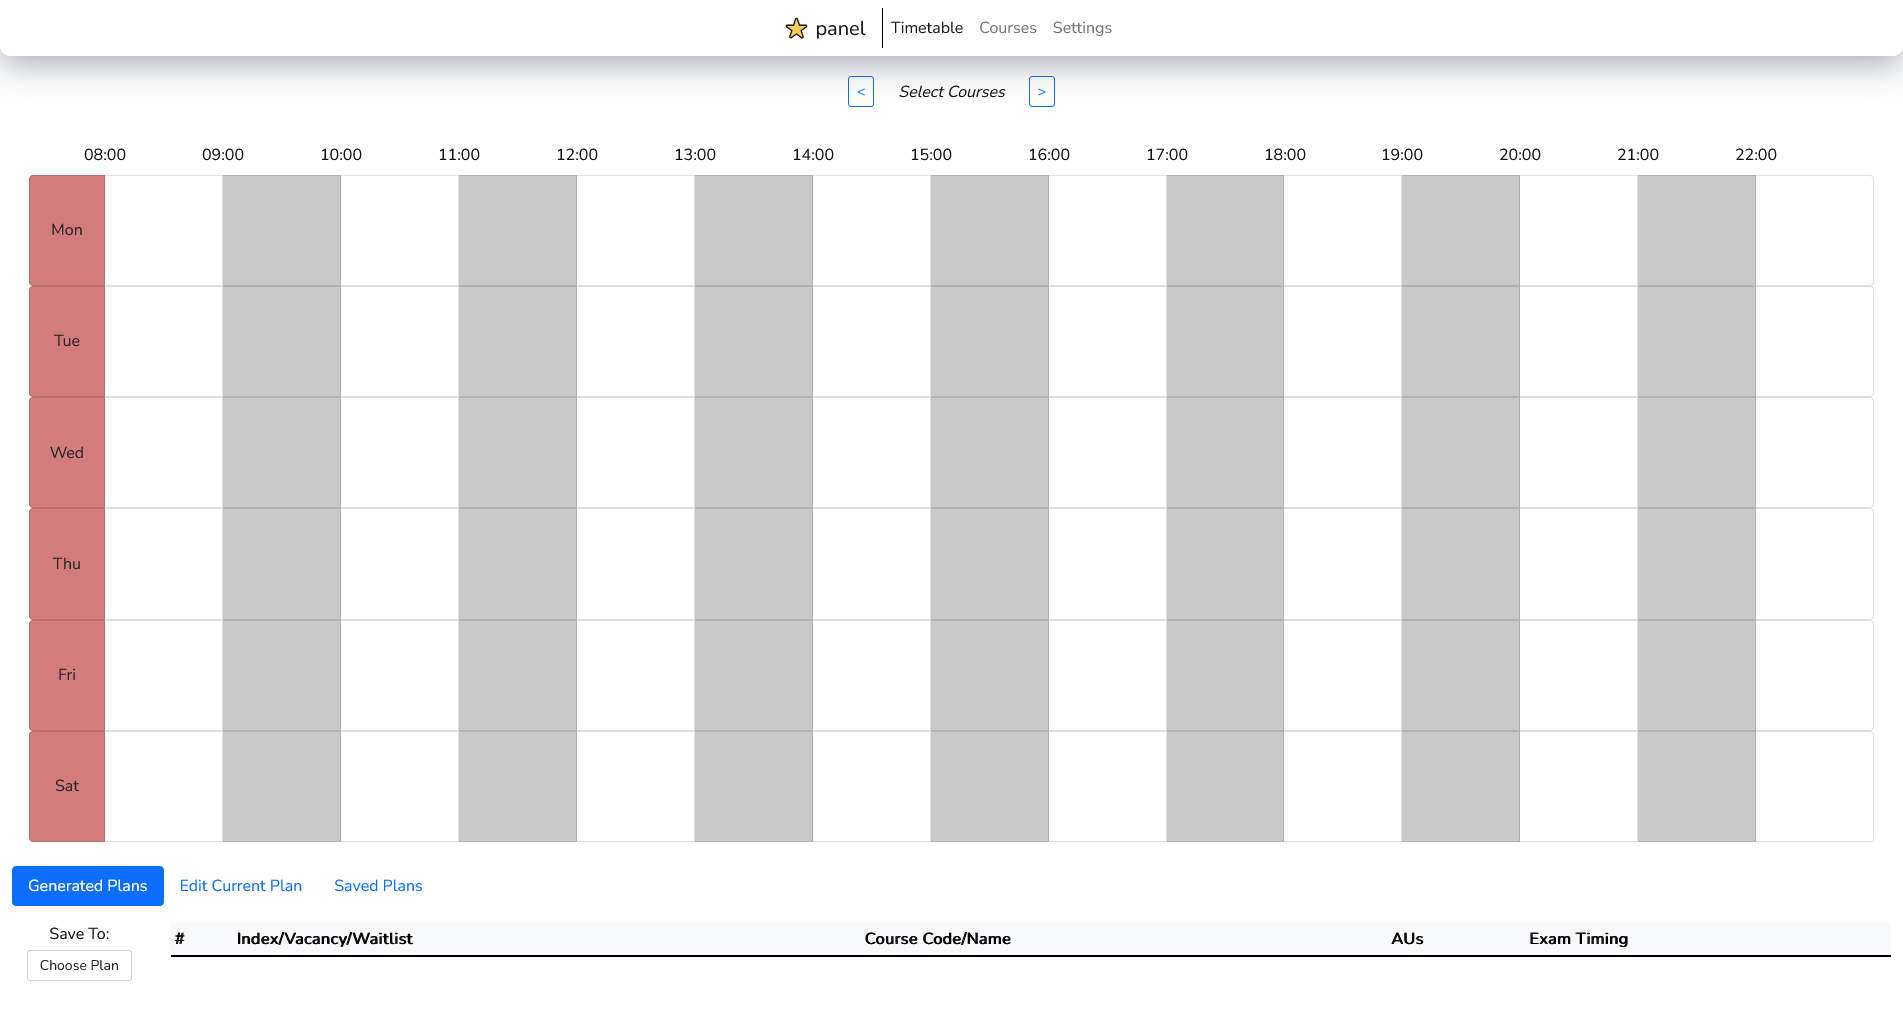 panel Timetable Courses Settings
< Select Courses >
08:00 09:00 10:00 11:00 12:00 13:00 14:00 15:00 16:00 17:00 18:00 19:00 20:00 21:00 22:00
Mon
Tue
Wed
Thu
Fri
Sat
Generated Plans Edit Current Plan Saved Plans
Save To:
Choose Plan
# Index/Vacancy/Waitlist Course Code/Name AUs Exam Timing